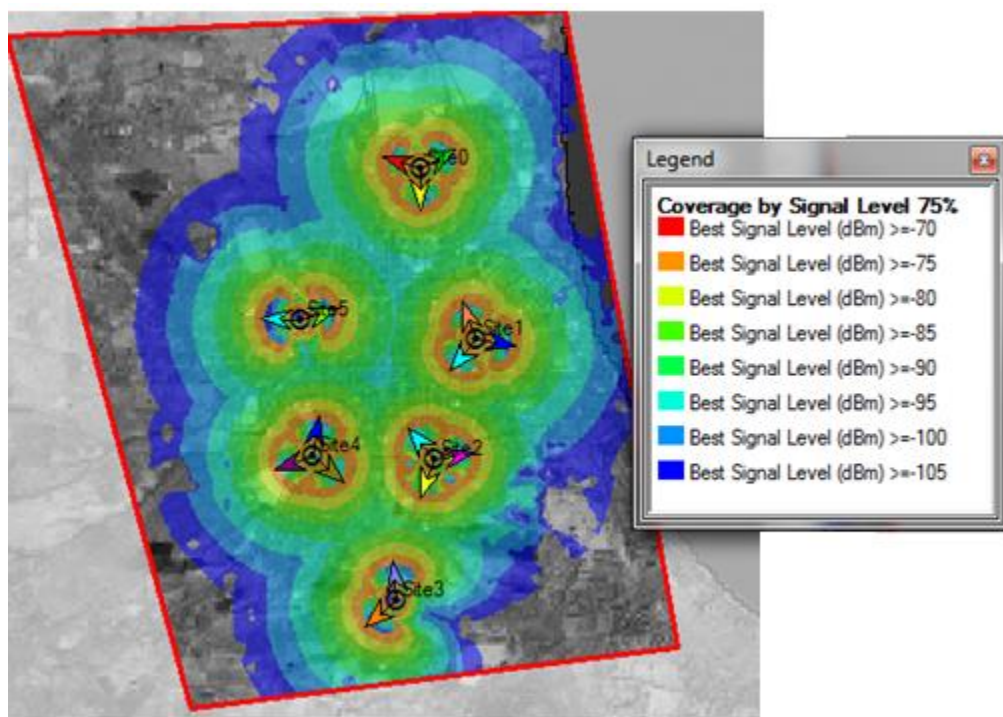 Site0
Legend
Coverage by Signal Level 75%
Best Signal Level (dBm) >=-70
Best Signal Level (dBm) >=-75
Best Signal Level (dBm) >=-80
Best Signal Level (dBm) >=-85
Best Signal Level (dBm) >=-90
Best Signal Level (dBm) >=-95
Best Signal Level (dBm) >=-100
Best Signal Level (dBm) >=-105
Site5
Site1
Site4
Site2
Site3